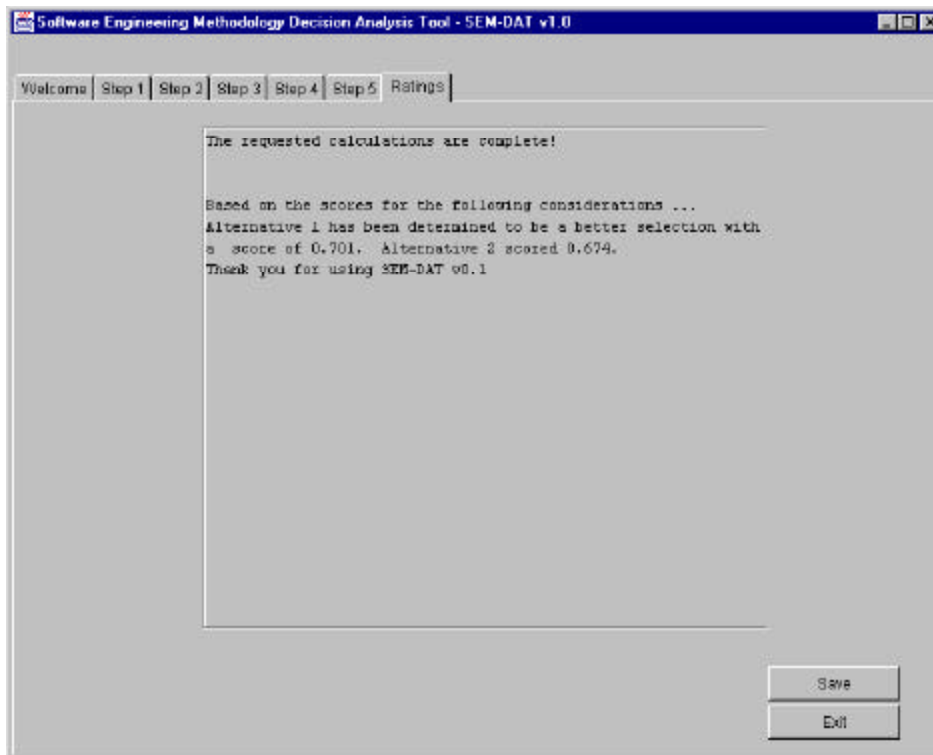 Software Engineering Methodology Decision Analysis Tool - SEM-DAT v1.0
Welcome Step 1 Step 2 Step 3 Step 4 Step 5 Ratings
The requested calculations are complete!
Based on the scores for the following considerations ...
Alternative 1 has been determined to be a better selection with
a score of 0.701. Alternative 2 scored 0.674.
Thank you for using SEM-DAT v0.1
Save
Exit